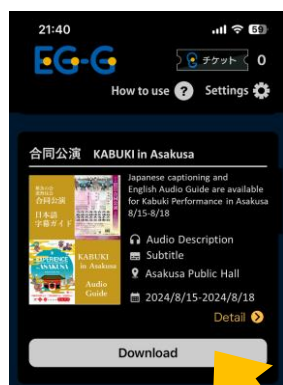 21:40
59
EG-G
チケット 0
How to use ? Settings
合同公演 KABUKI in Asakusa
合同公演
日本語
字幕ガイド
EXPERIENCE
KABUKI
in Asakusa
Audio
Guide
Japanese captioning and
English Audio Guide are available
for Kabuki Performance in Asakusa
8/15-8/18
Audio Description
Subtitle
Asakusa Public Hall
2024/8/15-2024/8/18
Detail
Download